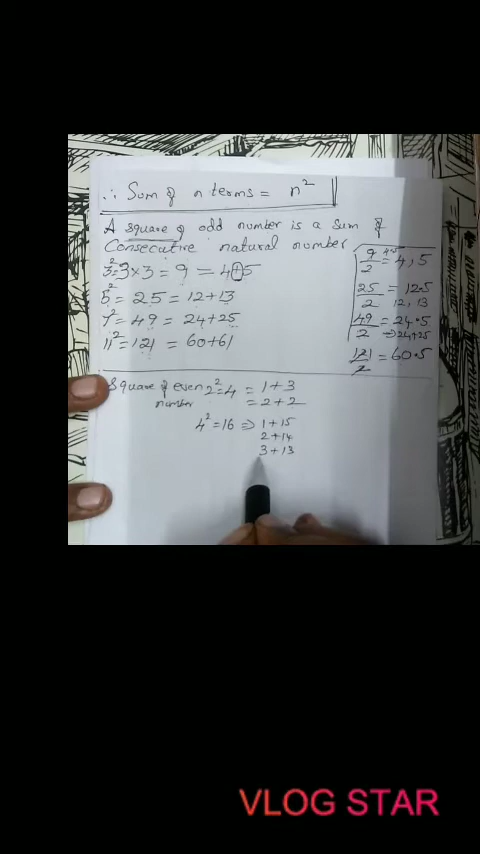 ∴ Sum of n terms = n²
A square of odd number is a sum of
Consecutive natural number
3²=3×3 = 9 = 4+5
5² = 25 = 12+13
7² = 49 = 24+25
11² = 121 = 60+61
9/2 = 4,5 4.5
25/2 = 12.5
12, 13
49/2 = 24.5
⇒ 24+25
121/2 = 60.5
Square of even 2² = 4 = 1+3
number = 2+2
4² = 16 ⇒ 1+15
2+14
3+13
VLOG STAR